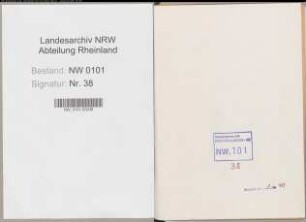 Landesarchiv NRW
Abteilung Rheinland
Bestand: NW 0101
Signatur: Nr. 38
NW. 101
38